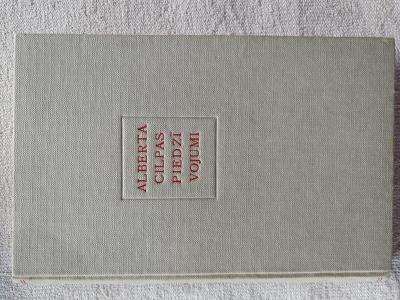 ALBERTA
CILPAS
PIEDZĪ
VOJUMI